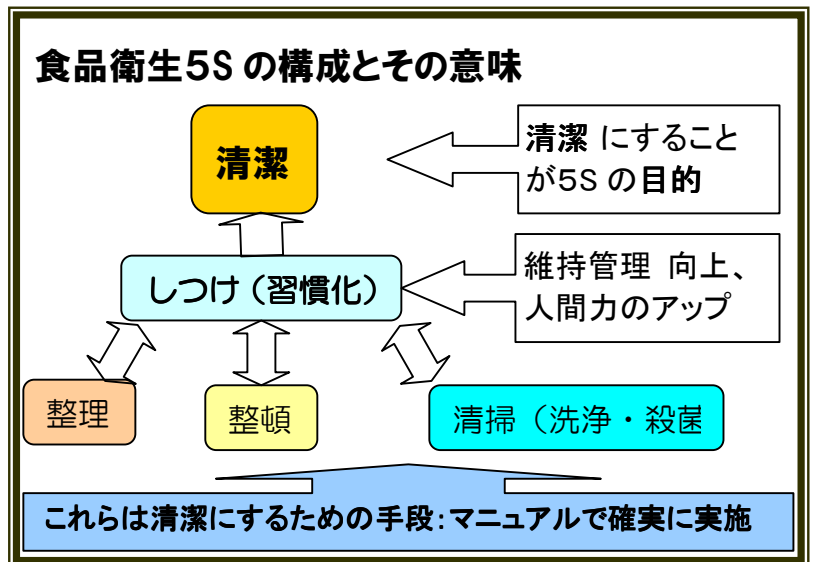 食品衛生5Sの構成とその意味
清潔
清潔 にすること
が5Sの目的
しつけ（習慣化）
維持管理 向上、
人間力のアップ
整理
整頓
清掃（洗浄・殺菌
これらは清潔にするための手段：マニュアルで確実に実施